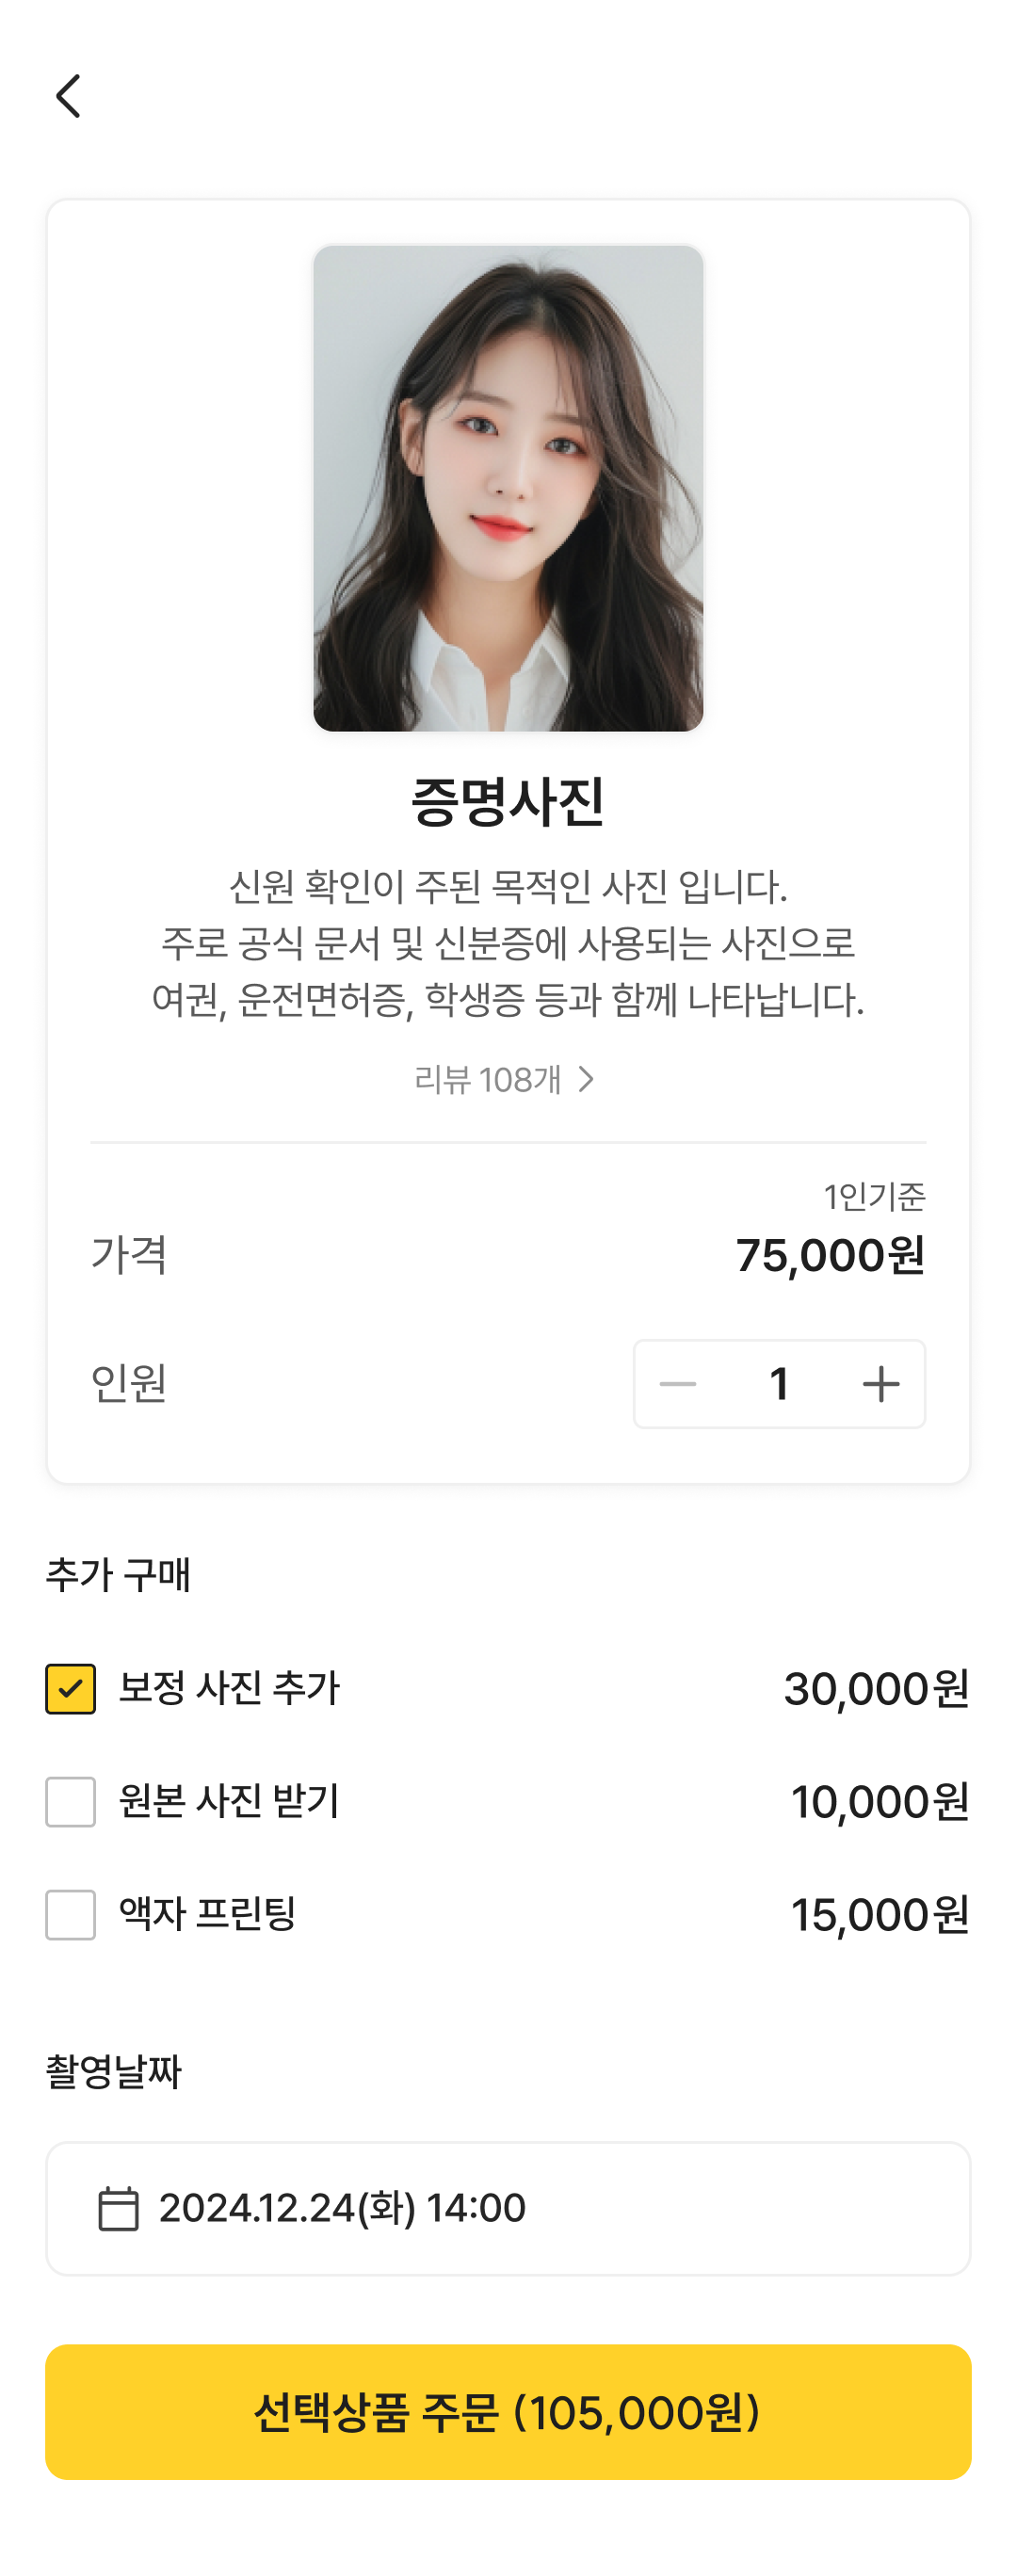 증명사진
신원 확인이 주된 목적인 사진 입니다.
주로 공식 문서 및 신분증에 사용되는 사진으로
여권, 운전면허증, 학생증 등과 함께 나타납니다.
리뷰 108개
1인기준
가격 75,000원
인원 1
추가 구매
보정 사진 추가 30,000원
원본 사진 받기 10,000원
액자 프린팅 15,000원
촬영날짜
2024.12.24(화) 14:00
선택상품 주문 (105,000원)